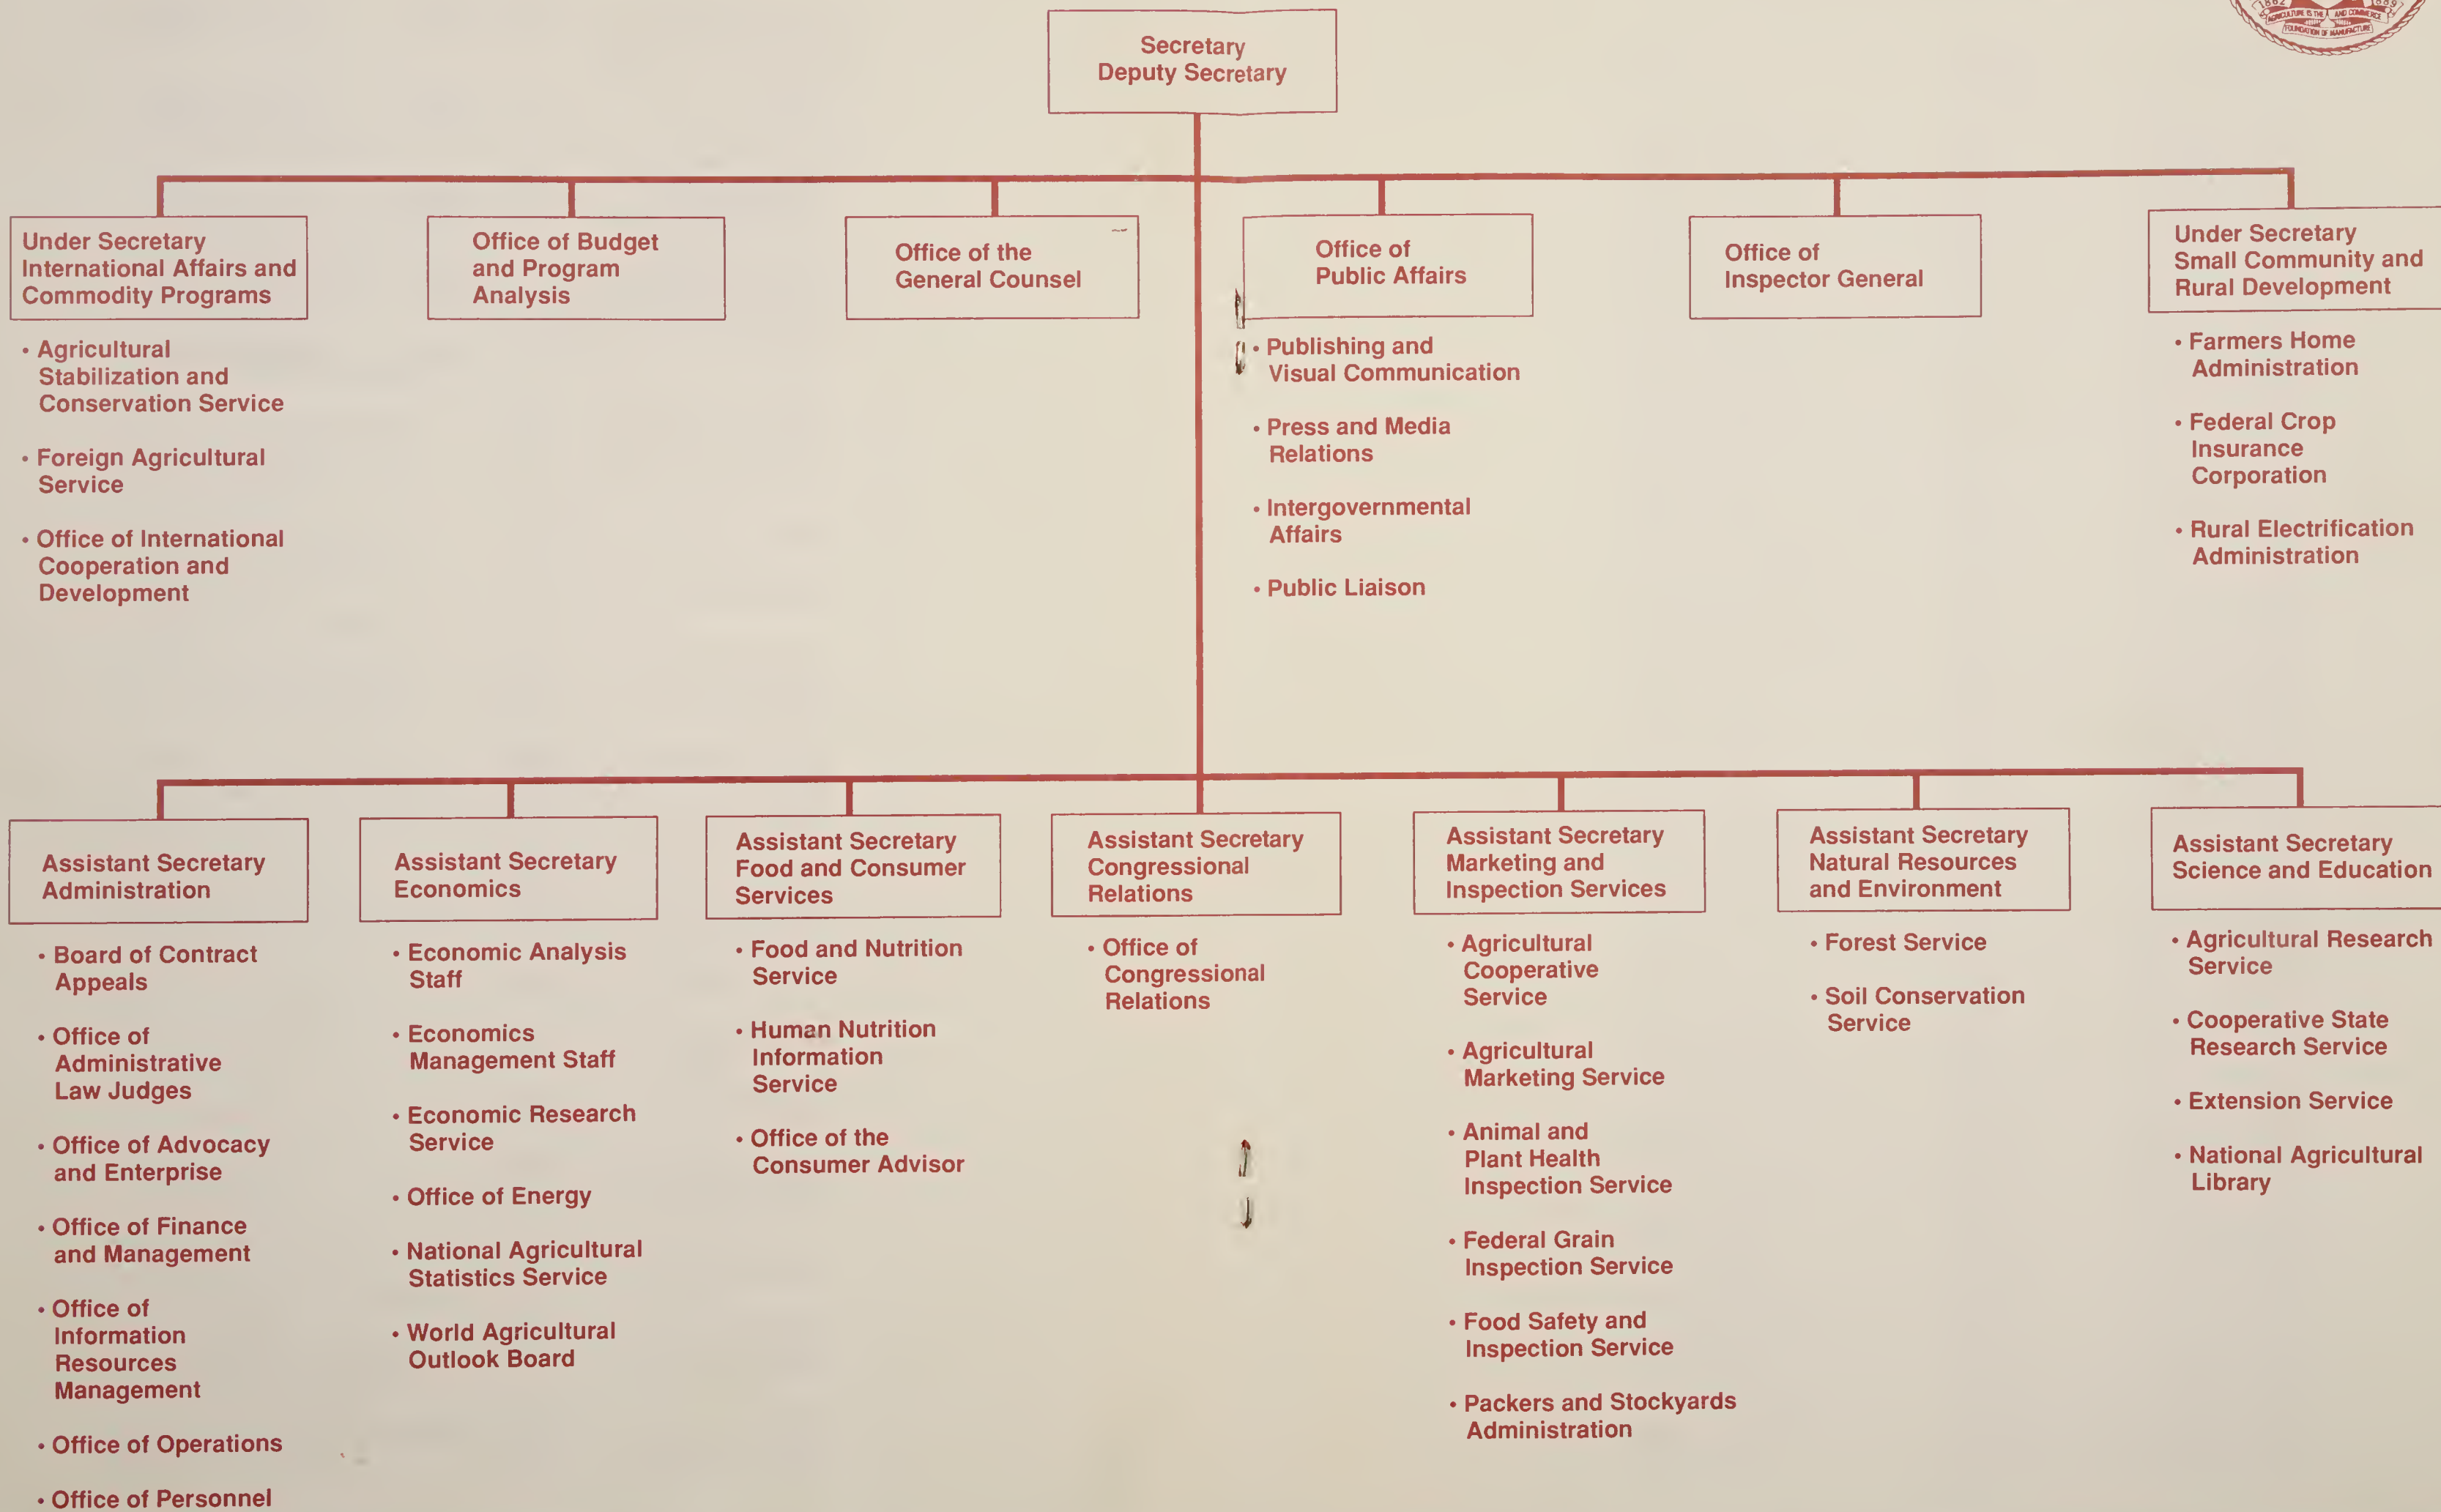 1862 1889
AGRICULTURE IS THE AND COMMERCE
FOUNDATION OF MANUFACTURE
Secretary
Deputy Secretary
Under Secretary
International Affairs and
Commodity Programs
• Agricultural
Stabilization and
Conservation Service
• Foreign Agricultural
Service
• Office of International
Cooperation and
Development
Office of Budget
and Program
Analysis
Office of the
General Counsel
Office of
Public Affairs
• Publishing and
Visual Communication
• Press and Media
Relations
• Intergovernmental
Affairs
• Public Liaison
Office of
Inspector General
Under Secretary
Small Community and
Rural Development
• Farmers Home
Administration
• Federal Crop
Insurance
Corporation
• Rural Electrification
Administration
Assistant Secretary
Administration
• Board of Contract
Appeals
• Office of
Administrative
Law Judges
• Office of Advocacy
and Enterprise
• Office of Finance
and Management
• Office of
Information
Resources
Management
• Office of Operations
• Office of Personnel
Assistant Secretary
Economics
• Economic Analysis
Staff
• Economics
Management Staff
• Economic Research
Service
• Office of Energy
• National Agricultural
Statistics Service
• World Agricultural
Outlook Board
Assistant Secretary
Food and Consumer
Services
• Food and Nutrition
Service
• Human Nutrition
Information
Service
• Office of the
Consumer Advisor
Assistant Secretary
Congressional
Relations
• Office of
Congressional
Relations
Assistant Secretary
Marketing and
Inspection Services
• Agricultural
Cooperative
Service
• Agricultural
Marketing Service
• Animal and
Plant Health
Inspection Service
• Federal Grain
Inspection Service
• Food Safety and
Inspection Service
• Packers and Stockyards
Administration
Assistant Secretary
Natural Resources
and Environment
• Forest Service
• Soil Conservation
Service
Assistant Secretary
Science and Education
• Agricultural Research
Service
• Cooperative State
Research Service
• Extension Service
• National Agricultural
Library